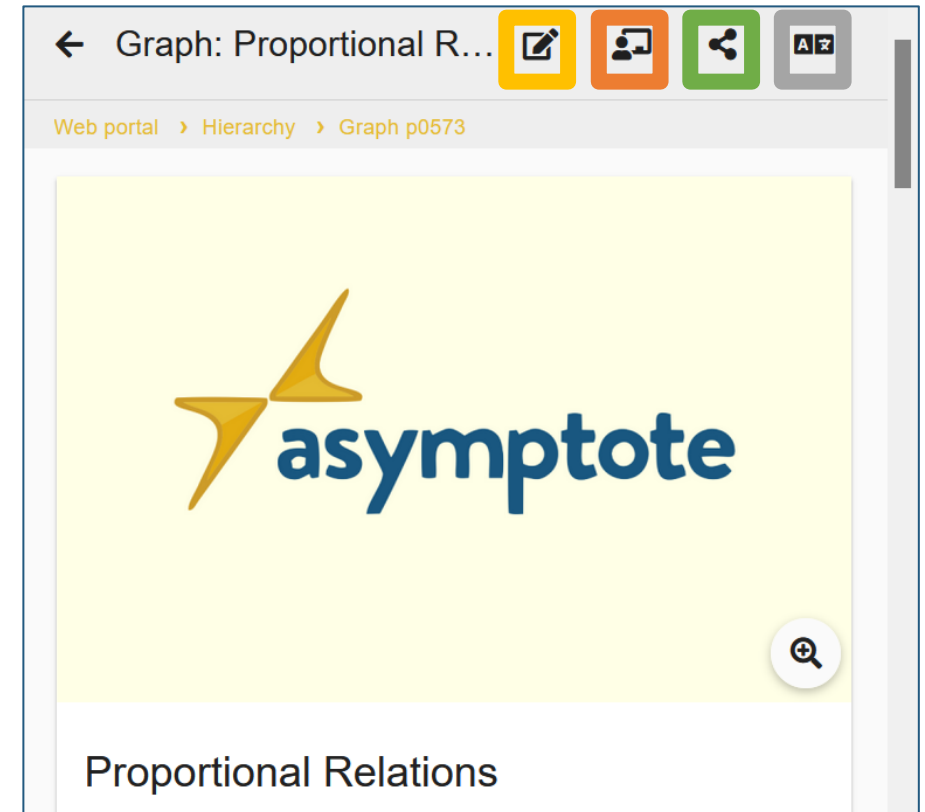 Graph: Proportional R...
Web portal › Hierarchy › Graph p0573
asymptote
Proportional Relations